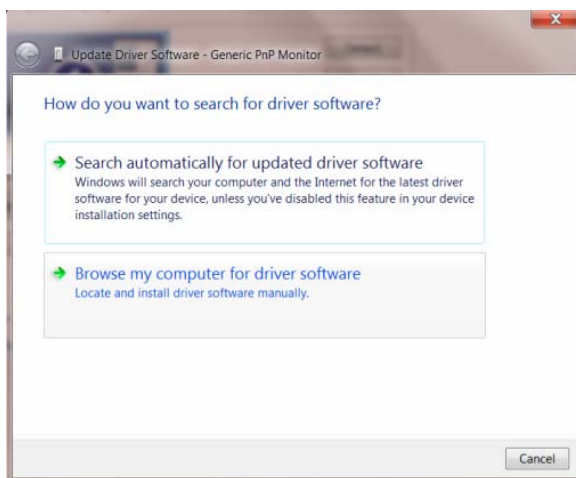 Update Driver Software - Generic PnP Monitor
How do you want to search for driver software?
Search automatically for updated driver software
Windows will search your computer and the Internet for the latest driver
software for your device, unless you've disabled this feature in your device
installation settings.
Browse my computer for driver software
Locate and install driver software manually.
Cancel